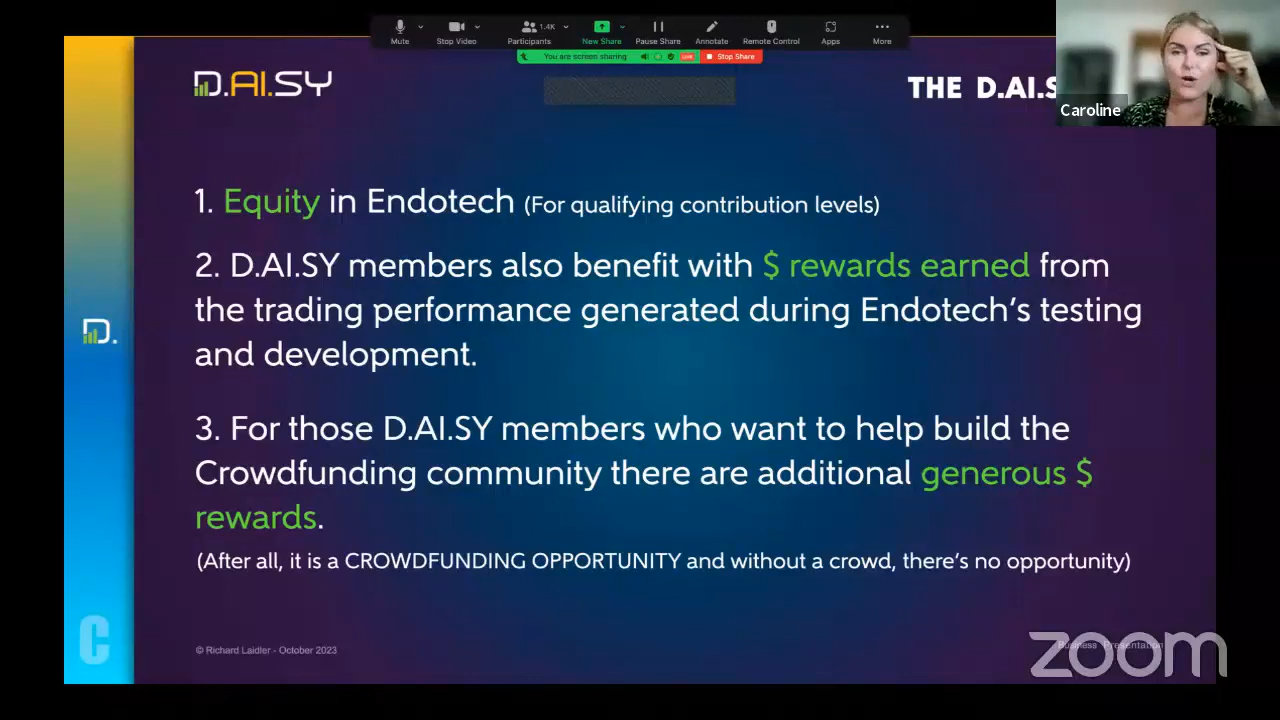 Mute
Stop Video
1.4K
Participants
New Share
Pause Share
Annotate
Remote Control
Apps
More
You are screen sharing
LIVE
Stop Share
D.AI.SY
THE D.AI.S
Caroline
1. Equity in Endotech (For qualifying contribution levels)
2. D.AI.SY members also benefit with $ rewards earned from
the trading performance generated during Endotech’s testing
and development.
D.
3. For those D.AI.SY members who want to help build the
Crowdfunding community there are additional generous $
rewards.
(After all, it is a CROWDFUNDING OPPORTUNITY and without a crowd, there’s no opportunity)
C
© Richard Laidler - October 2023
Business Presentation
zoom